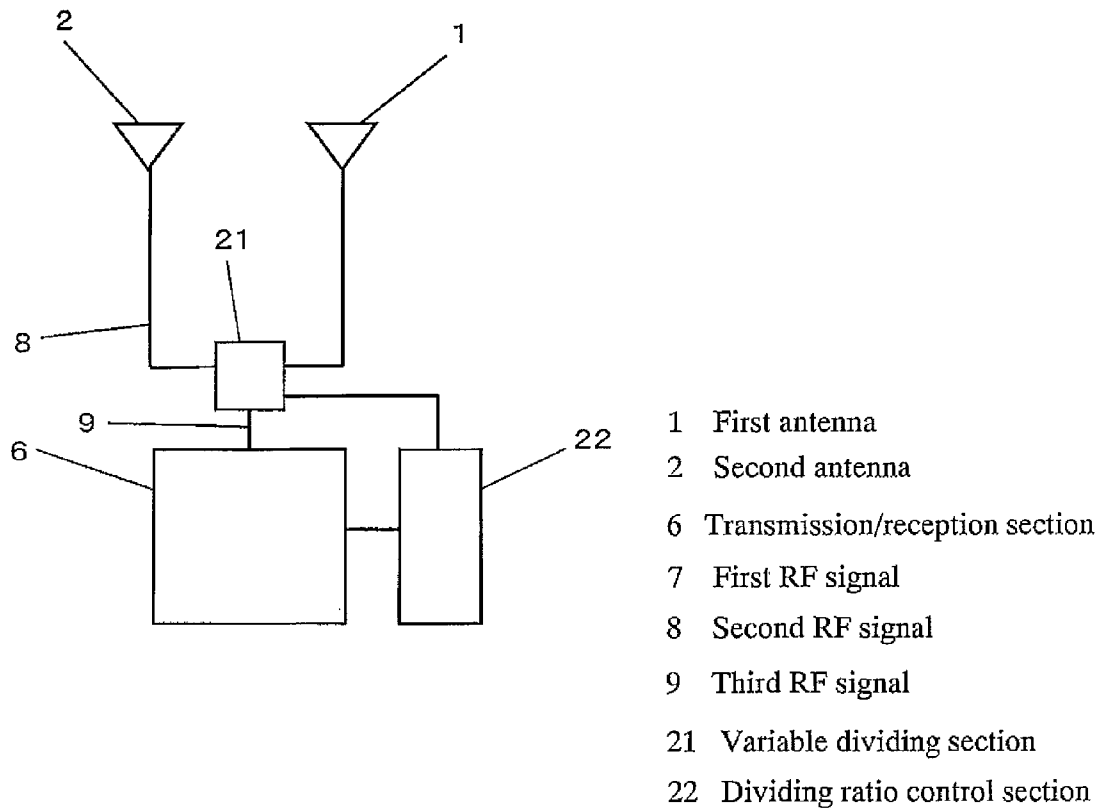 2
1
21
8
9
6
22
1 First antenna
2 Second antenna
6 Transmission/reception section
7 First RF signal
8 Second RF signal
9 Third RF signal
21 Variable dividing section
22 Dividing ratio control section